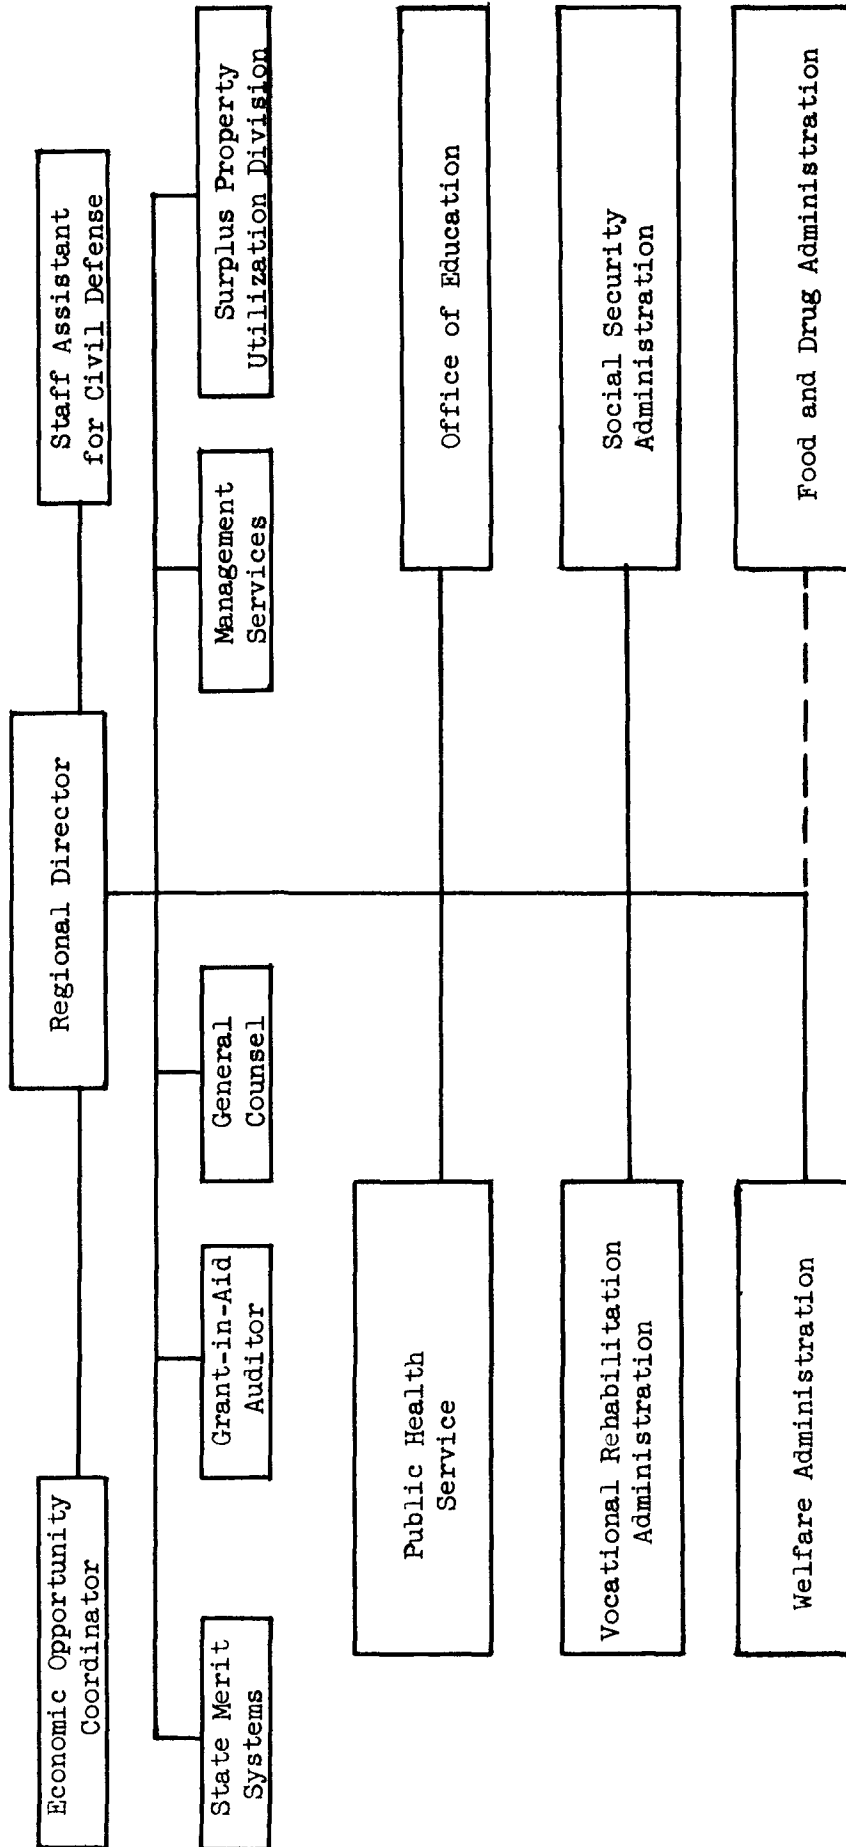 Regional Director
Economic Opportunity
Coordinator
Staff Assistant
for Civil Defense
State Merit
Systems
Grant-in-Aid
Auditor
General
Counsel
Management
Services
Surplus Property
Utilization Division
Public Health
Service
Office of Education
Vocational Rehabilitation
Administration
Social Security
Administration
Welfare Administration
Food and Drug Administration